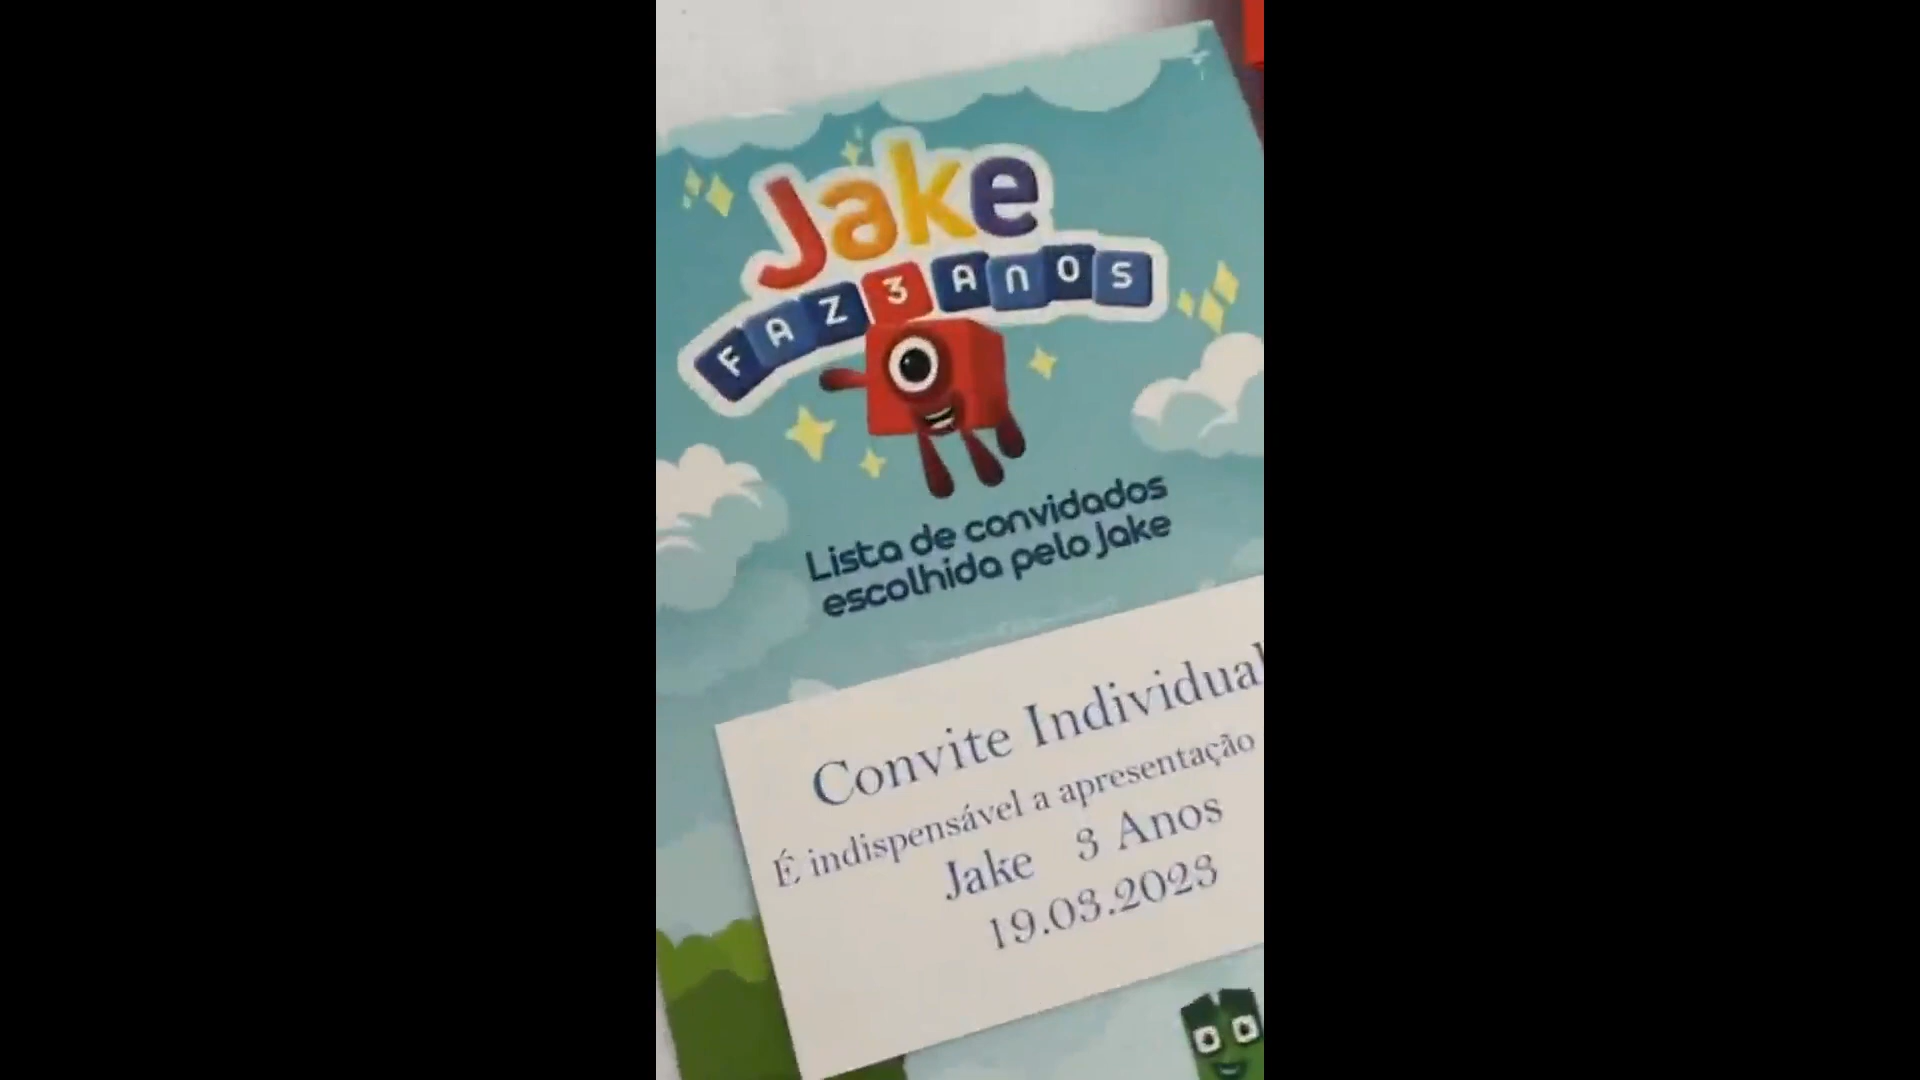 Jake
FAZ 3 ANOS
Lista de convidados
escolhida pelo Jake
Convite Individual
É indispensável a apresentação
Jake 3 Anos
19.03.2023